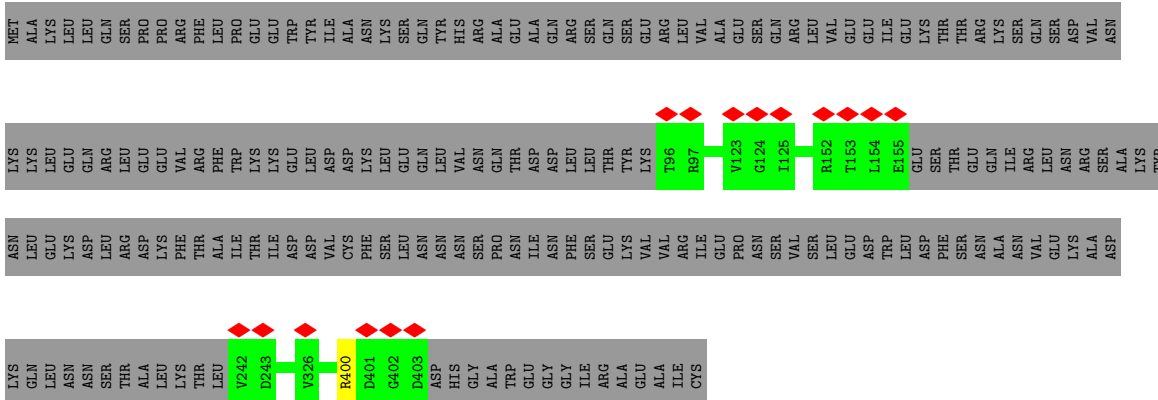 MET ALA LYS LEU LEU GLN SER PRO PRO ARG PHE LEU PRO GLU GLU TRP TYR ILE ALA ASN LYS SER GLN TYR HIS ARG ALA GLU ALA GLN ARG SER GLN SER GLU ARG LEU VAL ALA GLU SER GLN ARG LEU VAL GLU GLU ILE GLU LYS THR THR ARG LYS SER GLN SER ASP VAL ASN
LYS LYS LEU GLU GLN ARG LEU GLU GLU VAL ARG PHE TRP LYS LYS GLU LEU ASP ASP LYS LEU GLU GLN LEU VAL ASN GLN THR ASP ASP LEU LEU THR TYR LYS T96 R97 V123 G124 I125 R152 T153 L154 E155 GLU SER THR GLU GLN ILE ARG LEU ASN ARG SER ALA LYS
ASN LEU GLU LYS ASP LEU ARG ASP LYS PHE THR ALA ILE THR ILE ASP ASP VAL CYS PHE SER LEU ASN ASN ASN SER PRO ASN ILE ASN PHE SER GLU LYS VAL VAL ARG ILE GLU PRO ASN SER VAL SER LEU GLU ASP TRP LEU ASP PHE SER ASN ALA ASN VAL GLU LYS ALA ASP
LYS GLN LEU ASN ASN SER THR ALA LEU LYS THR LEU V242 D243 V326 R400 D401 G402 D403 ASP HIS GLY ALA TRP GLU GLY GLY ILE ARG ALA GLU ALA ILE CYS